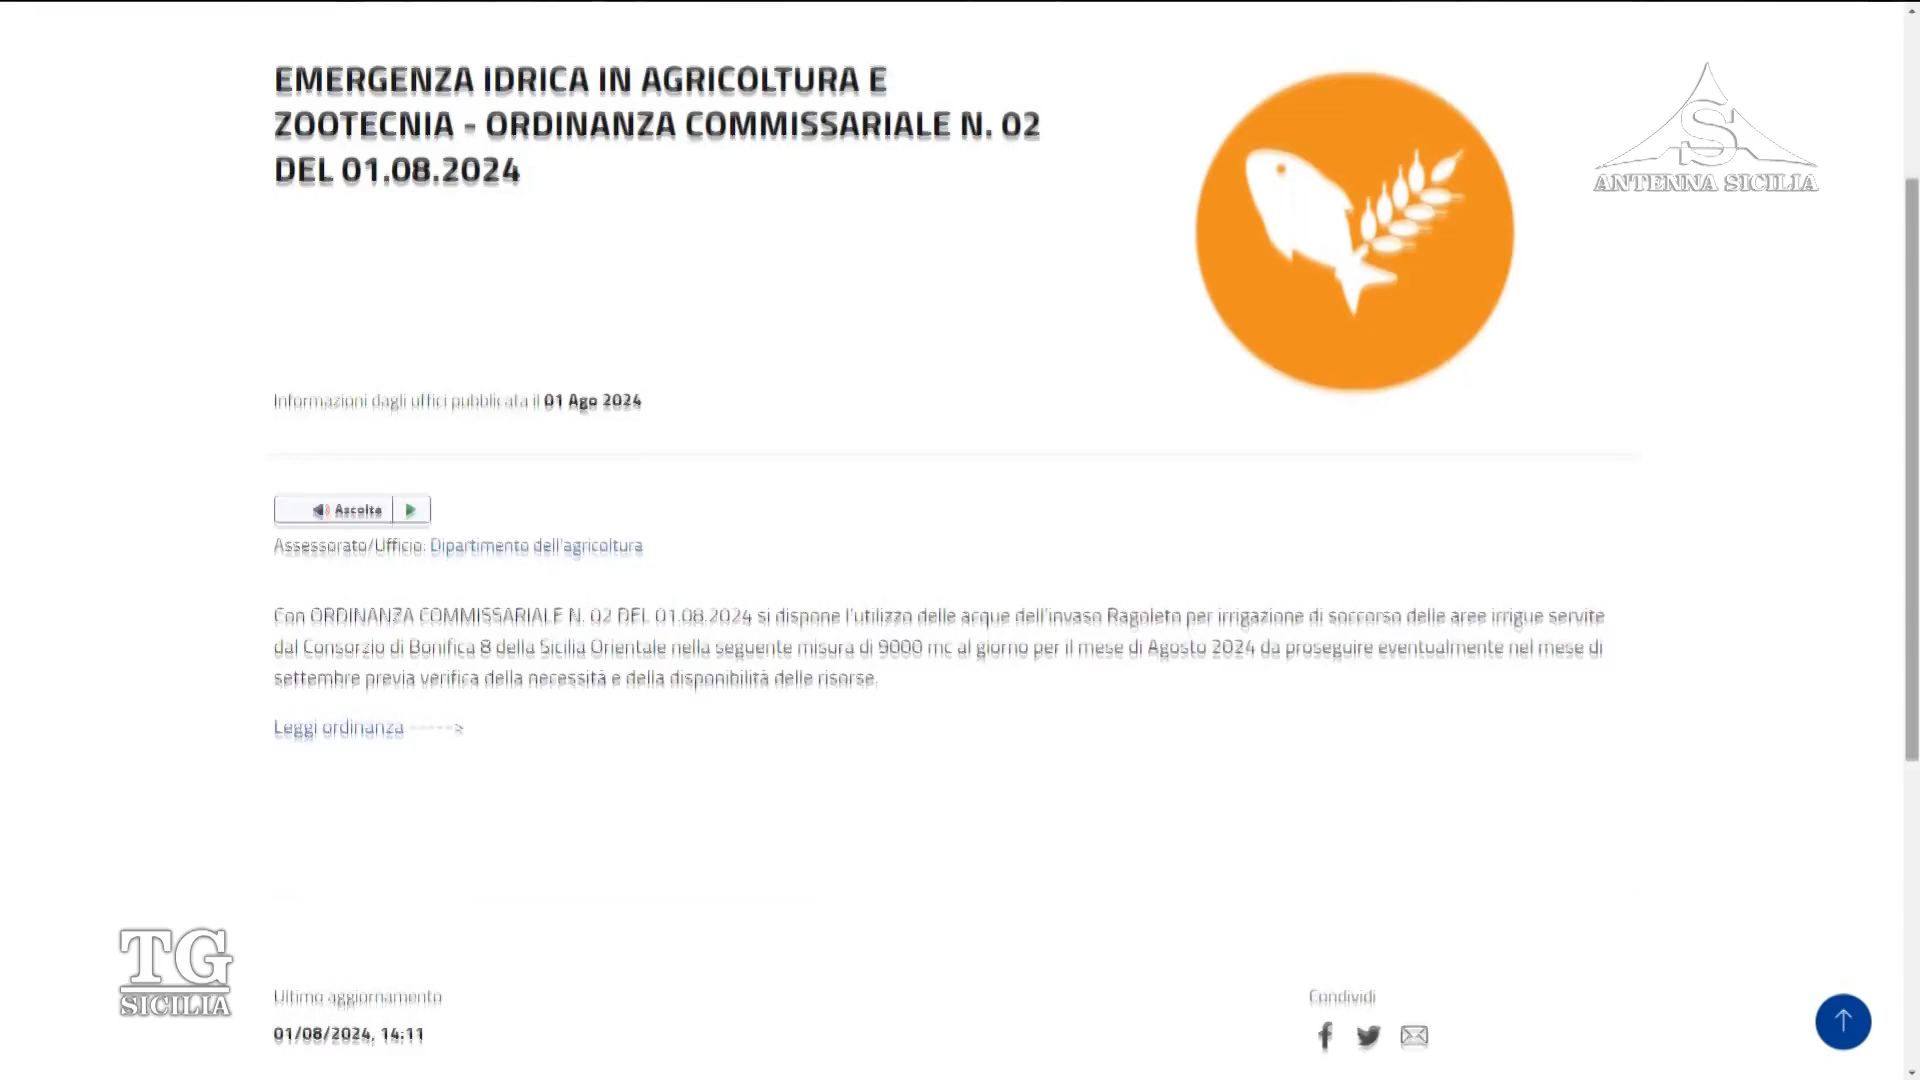 EMERGENZA IDRICA IN AGRICOLTURA E
ZOOTECNIA - ORDINANZA COMMISSARIALE N. 02
DEL 01.08.2024
S
ANTENNA SICILIA
Informazioni dagli uffici pubblicata il 01 Ago 2024
Ascolta
Assessorato/Ufficio: Dipartimento dell'agricoltura
Con ORDINANZA COMMISSARIALE N. 02 DEL 01.08.2024 si dispone l'utilizzo delle acque dell'invaso Ragoleto per irrigazione di soccorso delle aree irrigue servite
dal Consorzio di Bonifica 8 della Sicilia Orientale nella seguente misura di 9000 mc al giorno per il mese di Agosto 2024 da proseguire eventualmente nel mese di
settembre previa verifica della necessità e della disponibilità delle risorse.
Leggi ordinanza ----->
TG
SICILIA
Ultimo aggiornamento
01/08/2024, 14:11
Condividi